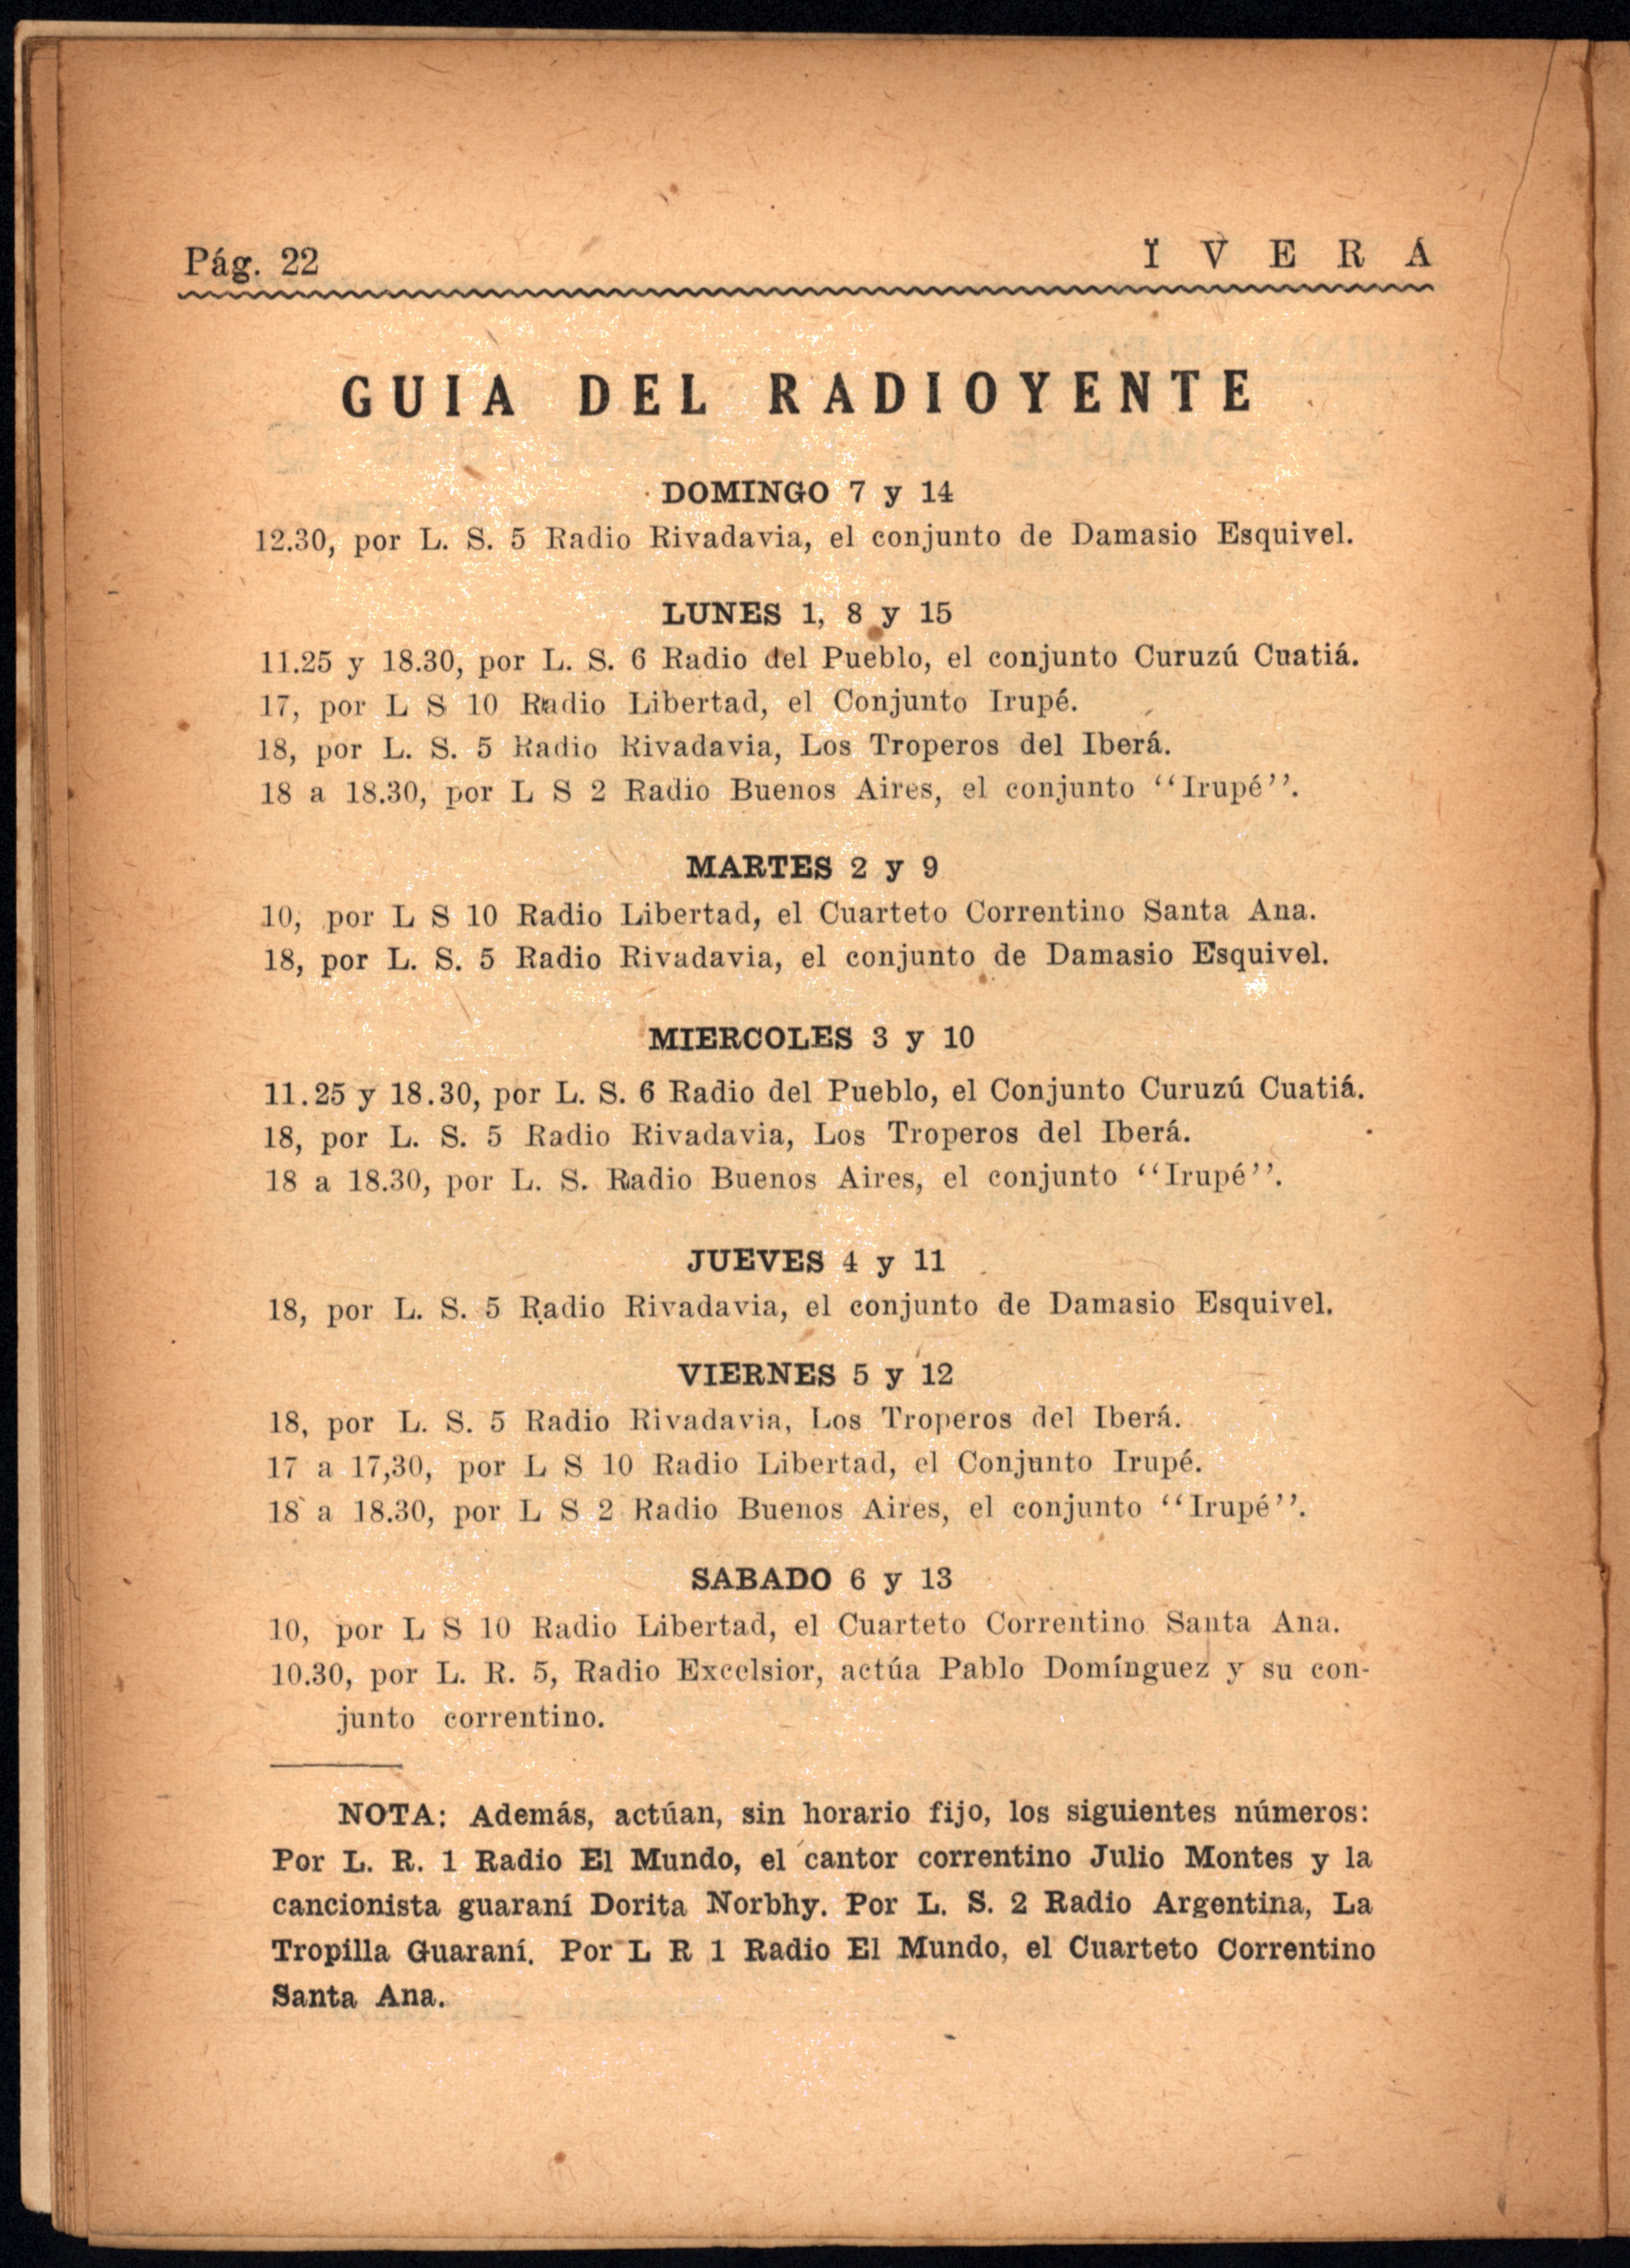 Pág. 22
Ï V E R Á
GUIA DEL RADIOYENTE
DOMINGO 7 y 14
12.30, por L. S. 5 Radio Rivadavia, el conjunto de Damasio Esquivel.
LUNES 1, 8 y 15
11.25 y 18.30, por L. S. 6 Radio del Pueblo, el conjunto Curuzú Cuatiá.
17, por L S 10 Radio Libertad, el Conjunto Irupé.
18, por L. S. 5 Radio Rivadavia, Los Troperos del Iberá.
18 a 18.30, por L S 2 Radio Buenos Aires, el conjunto ‘‘Irupé’’.
MARTES 2 y 9
10, por L S 10 Radio Libertad, el Cuarteto Correntino Santa Ana.
18, por L. S. 5 Radio Rivadavia, el conjunto de Damasio Esquivel.
MIERCOLES 3 y 10
11.25 y 18.30, por L. S. 6 Radio del Pueblo, el Conjunto Curuzú Cuatiá.
18, por L. S. 5 Radio Rivadavia, Los Troperos del Iberá.
18 a 18.30, por L. S. Radio Buenos Aires, el conjunto ‘‘Irupé’’.
JUEVES 4 y 11
18, por L. S. 5 Radio Rivadavia, el conjunto de Damasio Esquivel.
VIERNES 5 y 12
18, por L. S. 5 Radio Rivadavia, Los Troperos del Iberá.
17 a 17,30, por L S 10 Radio Libertad, el Conjunto Irupé.
18 a 18.30, por L S 2 Radio Buenos Aires, el conjunto ‘‘Irupé’’.
SABADO 6 y 13
10, por L S 10 Radio Libertad, el Cuarteto Correntino Santa Ana.
10.30, por L. R. 5, Radio Excelsior, actúa Pablo Domínguez y su con-
junto correntino.
NOTA: Además, actúan, sin horario fijo, los siguientes números:
Por L. R. 1 Radio El Mundo, el cantor correntino Julio Montes y la
cancionista guaraní Dorita Norbhy. Por L. S. 2 Radio Argentina, La
Tropilla Guaraní. Por L R 1 Radio El Mundo, el Cuarteto Correntino
Santa Ana.